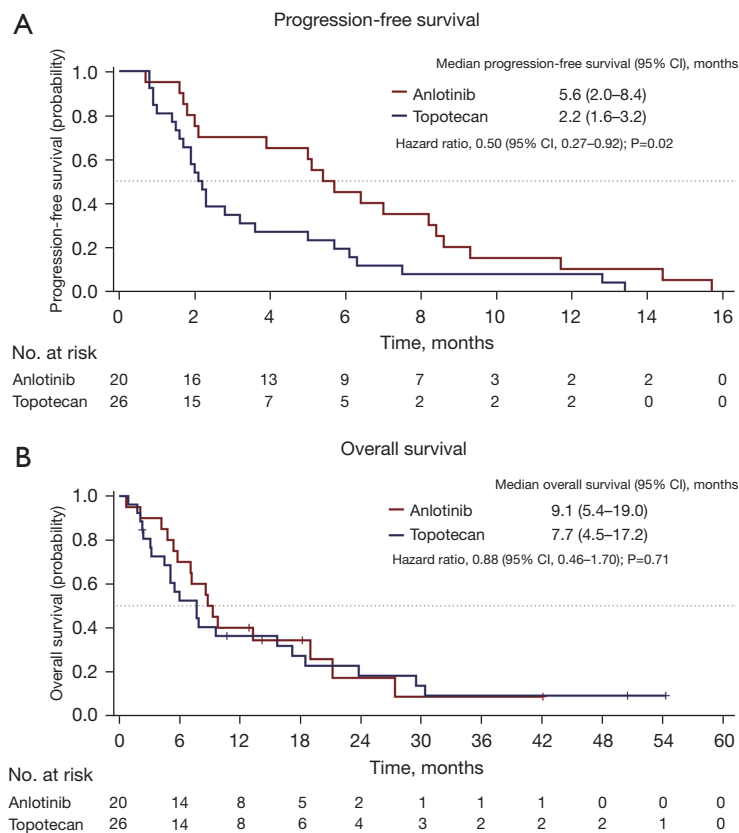 A
Progression-free survival
Progression-free survival (probability)
1.0
0.8
0.6
0.4
0.2
0.0
Median progression-free survival (95% CI), months
Anlotinib 5.6 (2.0–8.4)
Topotecan 2.2 (1.6–3.2)
Hazard ratio, 0.50 (95% CI, 0.27–0.92); P=0.02
0 2 4 6 8 10 12 14 16
Time, months
No. at risk
Anlotinib 20 16 13 9 7 3 2 2 0
Topotecan 26 15 7 5 2 2 2 0 0
B
Overall survival
Overall survival (probability)
1.0
0.8
0.6
0.4
0.2
0.0
Median overall survival (95% CI), months
Anlotinib 9.1 (5.4–19.0)
Topotecan 7.7 (4.5–17.2)
Hazard ratio, 0.88 (95% CI, 0.46–1.70); P=0.71
0 6 12 18 24 30 36 42 48 54 60
Time, months
No. at risk
Anlotinib 20 14 8 5 2 1 1 1 0 0 0
Topotecan 26 14 8 6 4 3 2 2 2 1 0